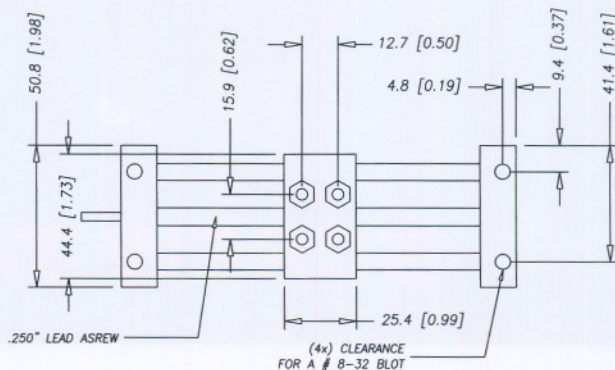 50.8 [1.98]
15.9 [0.62]
12.7 [0.50]
4.8 [0.19]
9.4 [0.37]
41.4 [1.61]
44.4 [1.73]
.250" LEAD ASREW
25.4 [0.99]
(4x) CLEARANCE
FOR A # 8-32 BLOT